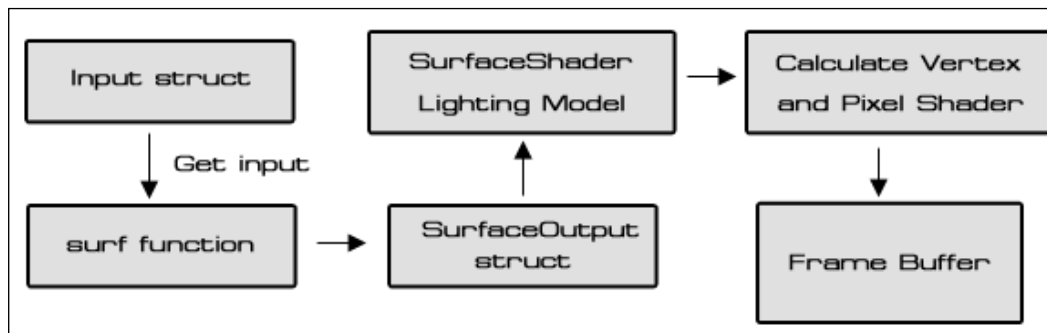 Input struct
Get input
surf function
SurfaceOutput
struct
SurfaceShader
Lighting Model
Calculate Vertex
and Pixel Shader
Frame Buffer